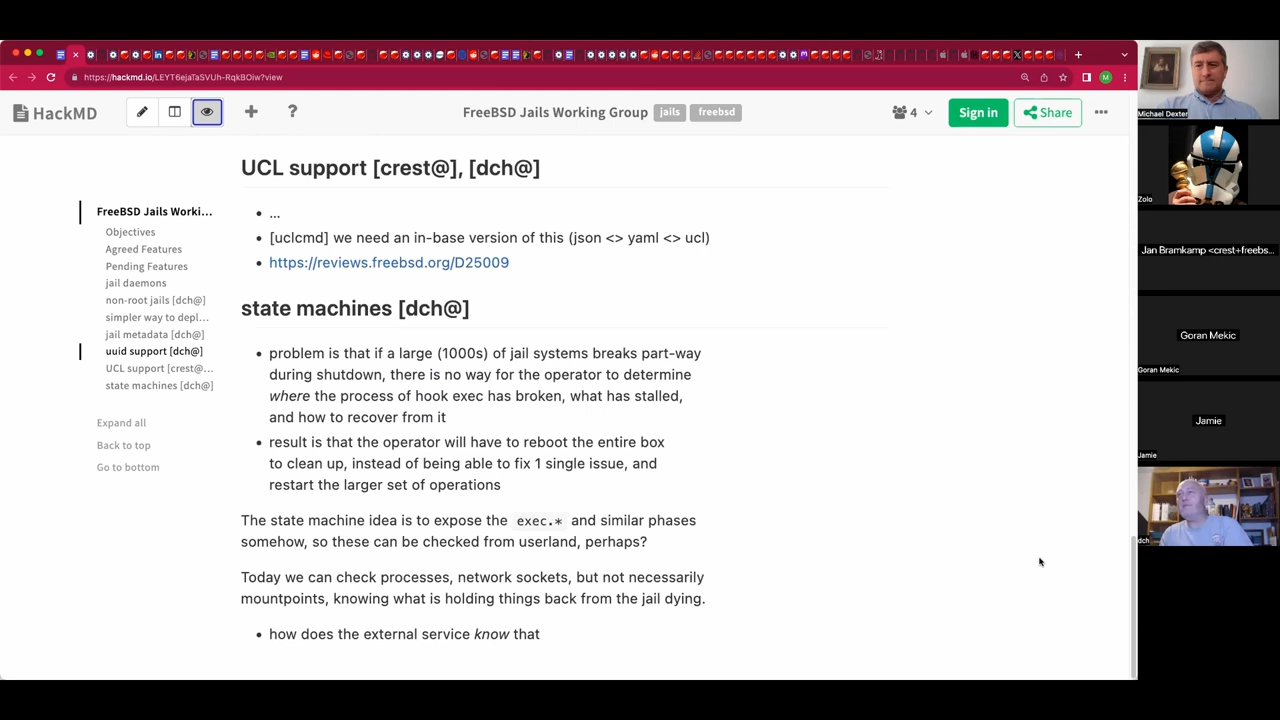 https://hackmd.io/LEYT6ejaTaSVUh-RqkBOiw?view
M
HackMD
FreeBSD Jails Working Group
jails
freebsd
4
Sign in
Share
FreeBSD Jails Worki...
Objectives
Agreed Features
Pending Features
jail daemons
non-root jails [dch@]
simpler way to depl...
jail metadata [dch@]
uuid support [dch@]
UCL support [crest@...
state machines [dch@]
Expand all
Back to top
Go to bottom
UCL support [crest@], [dch@]
• ...
• [uclcmd] we need an in-base version of this (json <> yaml <> ucl)
• https://reviews.freebsd.org/D25009
state machines [dch@]
• problem is that if a large (1000s) of jail systems breaks part-way
during shutdown, there is no way for the operator to determine
where the process of hook exec has broken, what has stalled,
and how to recover from it
• result is that the operator will have to reboot the entire box
to clean up, instead of being able to fix 1 single issue, and
restart the larger set of operations
The state machine idea is to expose the exec.* and similar phases
somehow, so these can be checked from userland, perhaps?
Today we can check processes, network sockets, but not necessarily
mountpoints, knowing what is holding things back from the jail dying.
• how does the external service know that
Michael Dexter
Zolo
Jan Bramkamp <crest+freebs...
Goran Mekic
Goran Mekic
Jamie
Jamie
dch